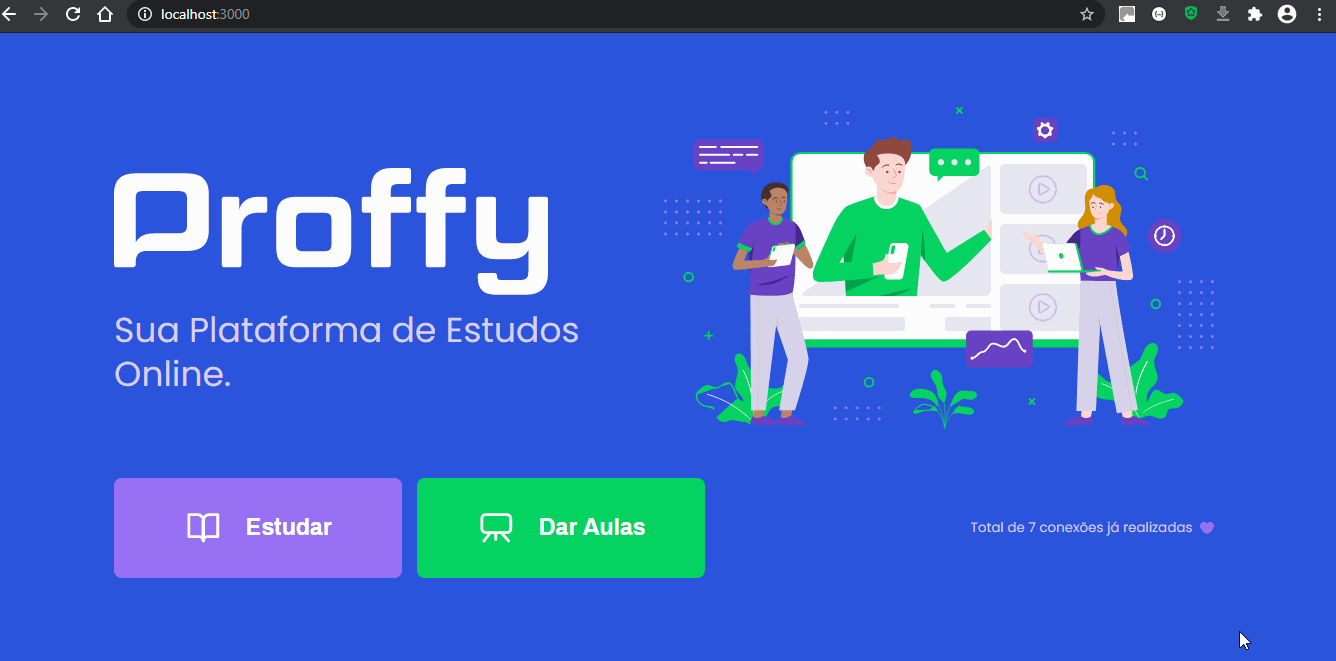 localhost:3000
Proffy
Sua Plataforma de Estudos
Online.
Estudar
Dar Aulas
Total de 7 conexões já realizadas